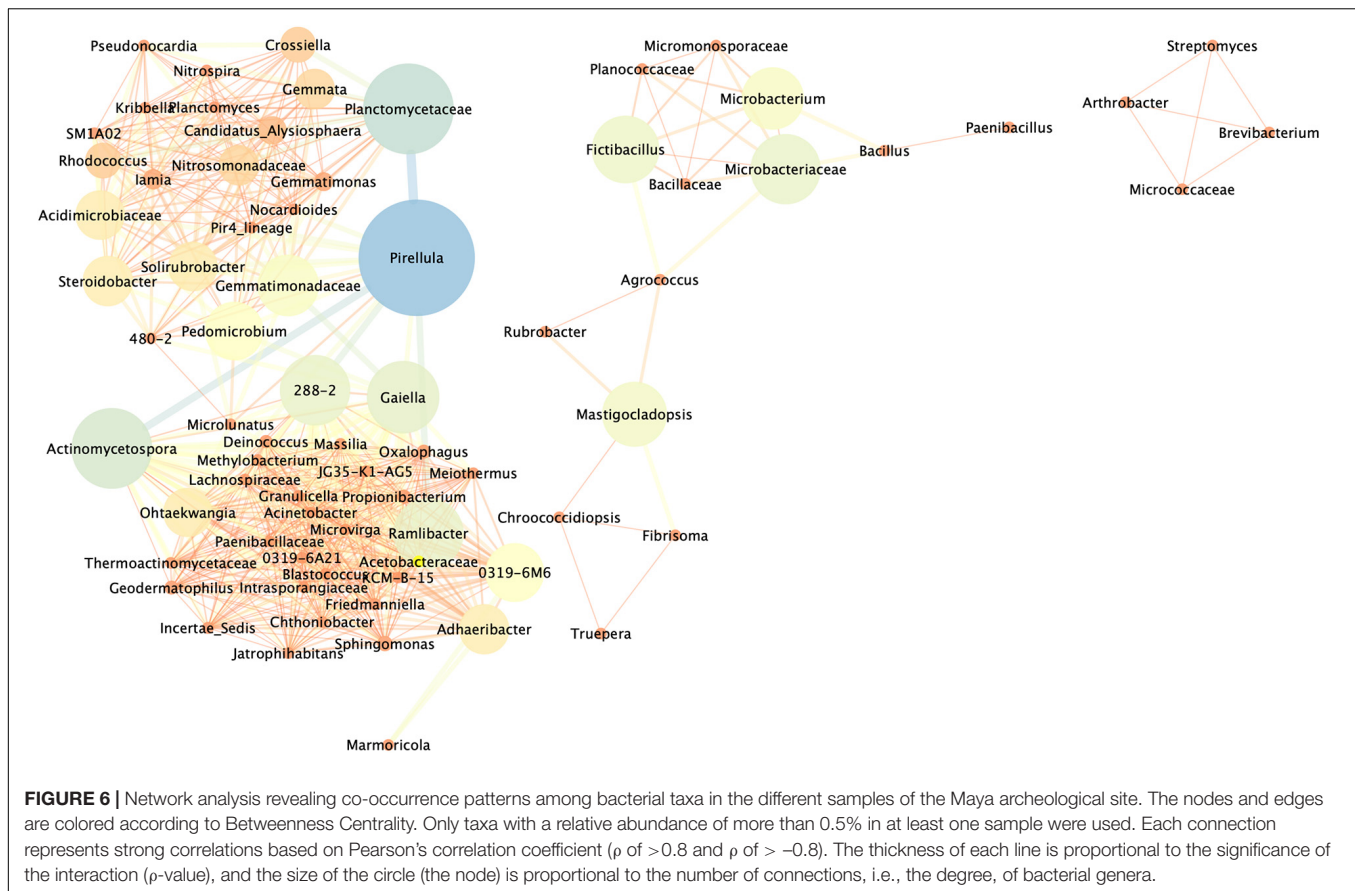 Pseudonocardia
Crossiella
Micromonosporaceae
Streptomyces
Nitrospira
Planococcaceae
Gemmata
Microbacterium
Kribbella
Planctomyces
Planctomycetaceae
Arthrobacter
SM1A02
Candidatus_Alysiosphaera
Paenibacillus
Brevibacterium
Rhodococcus
Nitrosomonadaceae
Fictibacillus
Bacillus
Iamia
Gemmatimonas
Bacillaceae
Microbacteriaceae
Micrococcaceae
Acidimicrobiaceae
Nocardioides
Pir4_lineage
Pirellula
Solirubrobacter
Steroidobacter
Gemmatimonadaceae
Agrococcus
480-2
Pedomicrobium
Rubrobacter
288-2
Gaiella
Mastigocladopsis
Microlunatus
Actinomycetospora
Deinococcus
Massilia
Oxalophagus
Methylobacterium
JG35-K1-AG5
Meiothermus
Lachnospiraceae
Granulicella
Propionibacterium
Ohtaekwangia
Acinetobacter
Chroococcidiopsis
Microvirga
Ramlibacter
Fibrisoma
Paenibacillaceae
Thermoactinomycetaceae
0319-6A21
Acetobacteraceae
Blastococcus
KCM-B-15
0319-6M6
Geodermatophilus
Intrasporangiaceae
Friedmanniella
Incertae_Sedis
Chthoniobacter
Adhaeribacter
Truepera
Jatrophihabitans
Sphingomonas
Marmoricola
FIGURE 6 | Network analysis revealing co-occurrence patterns among bacterial taxa in the different samples of the Maya archeological site. The nodes and edges
are colored according to Betweenness Centrality. Only taxa with a relative abundance of more than 0.5% in at least one sample were used. Each connection
represents strong correlations based on Pearson's correlation coefficient (ρ of >0.8 and ρ of > −0.8). The thickness of each line is proportional to the significance of
the interaction (ρ-value), and the size of the circle (the node) is proportional to the number of connections, i.e., the degree, of bacterial genera.